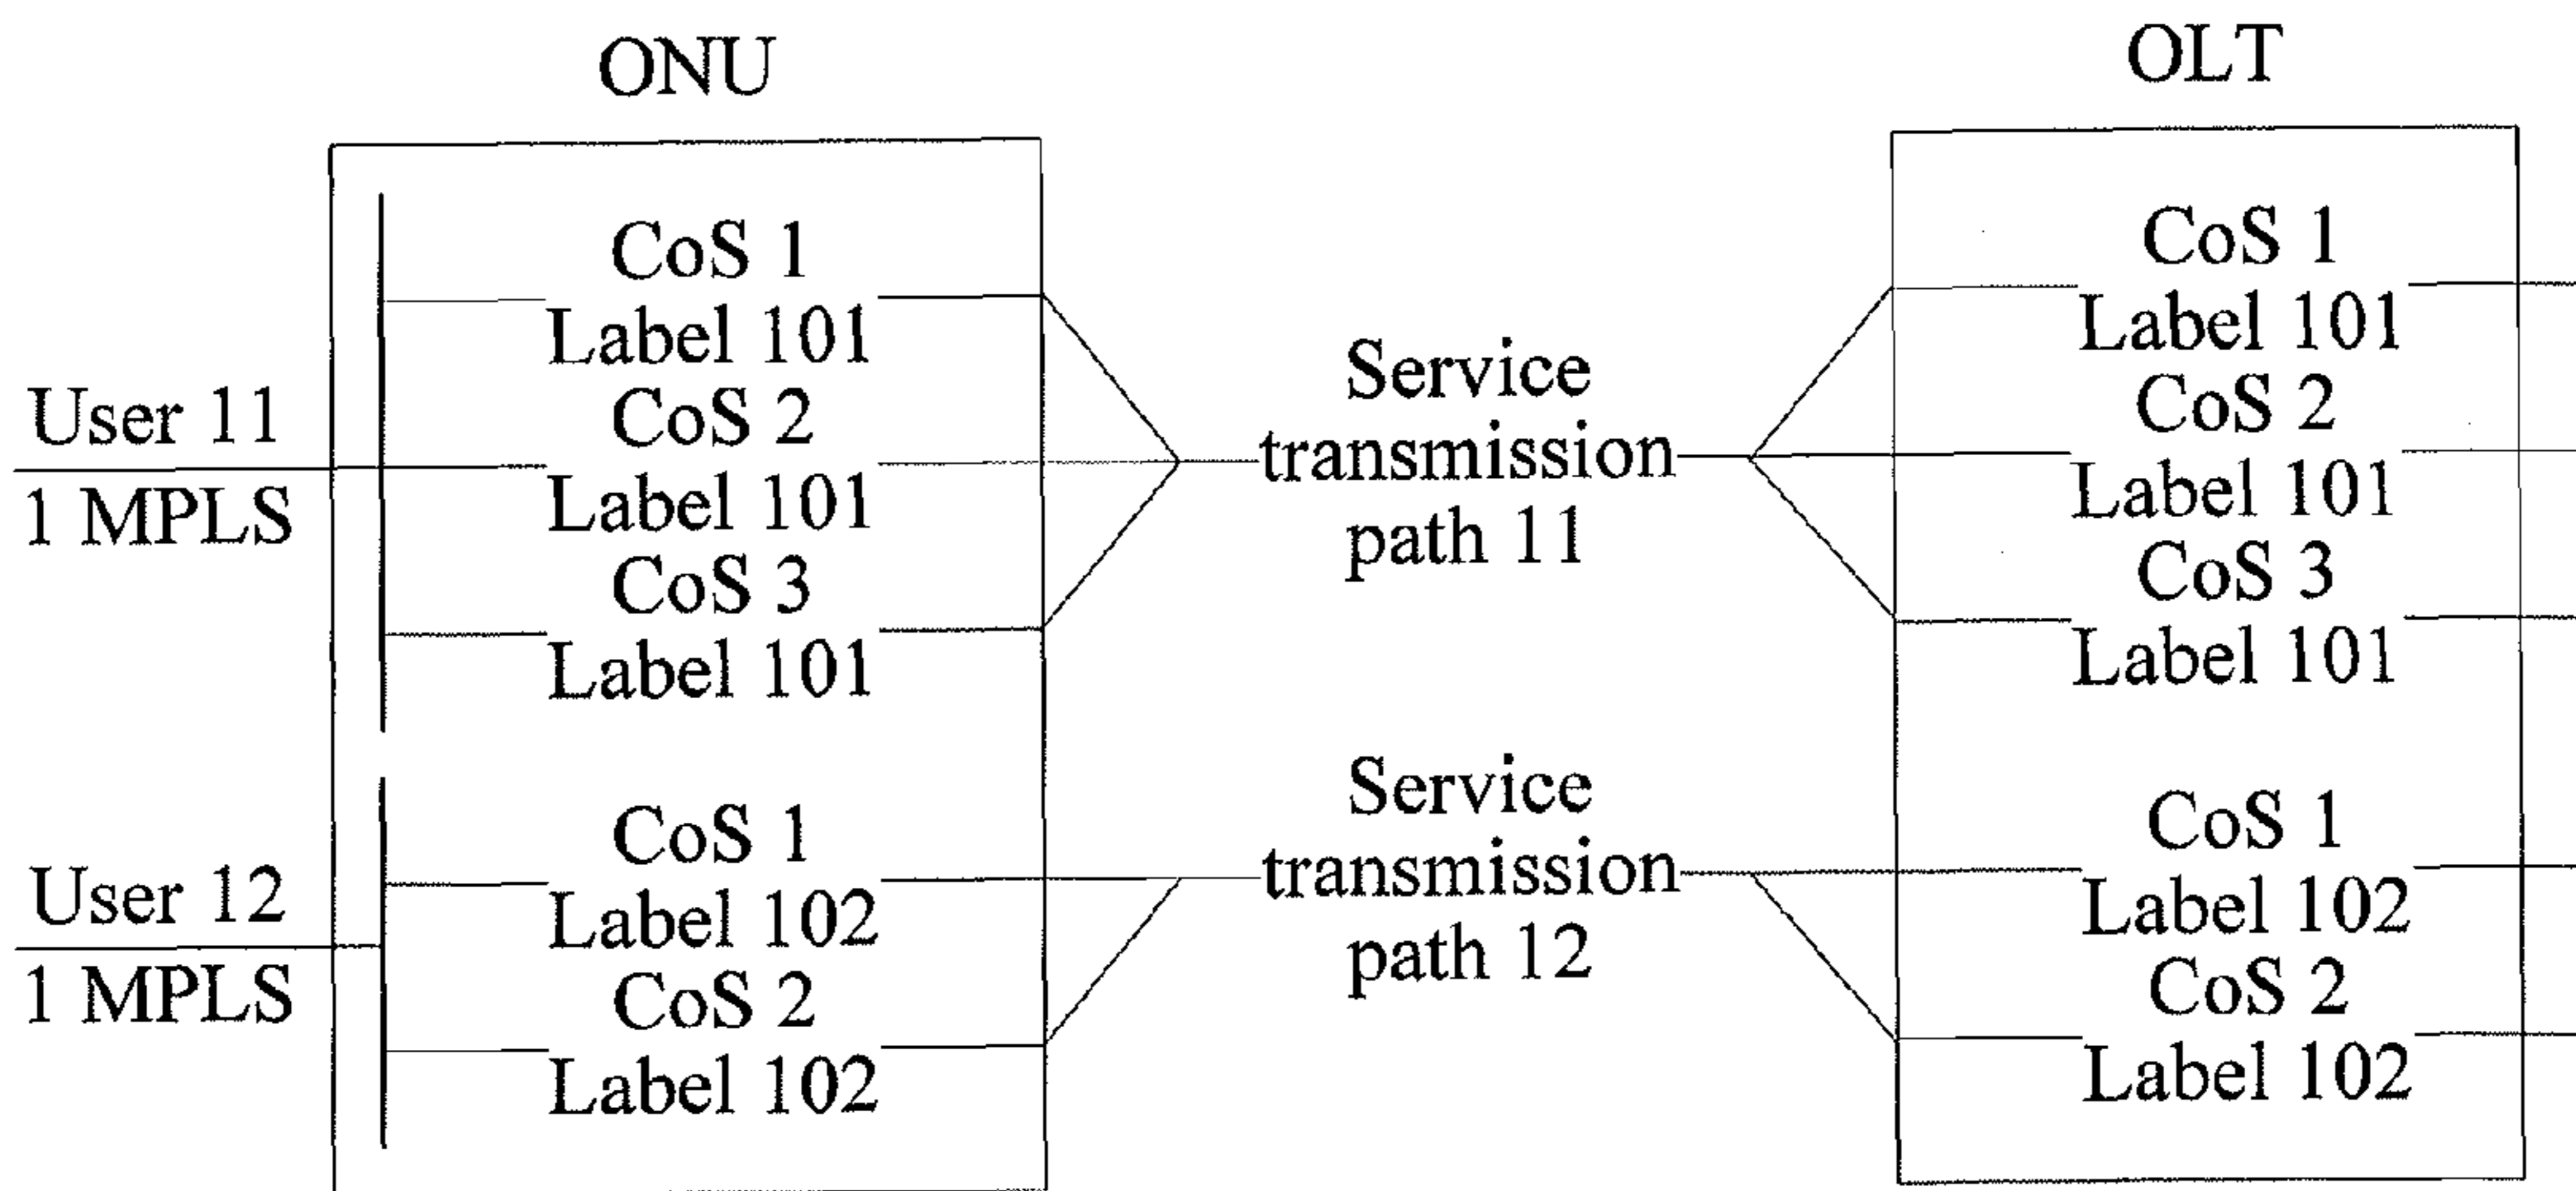 ONU
OLT
User 11
1 MPLS
CoS 1
Label 101
CoS 2
Label 101
CoS 3
Label 101
Service
transmission
path 11
CoS 1
Label 101
CoS 2
Label 101
CoS 3
Label 101
User 12
1 MPLS
CoS 1
Label 102
CoS 2
Label 102
Service
transmission
path 12
CoS 1
Label 102
CoS 2
Label 102